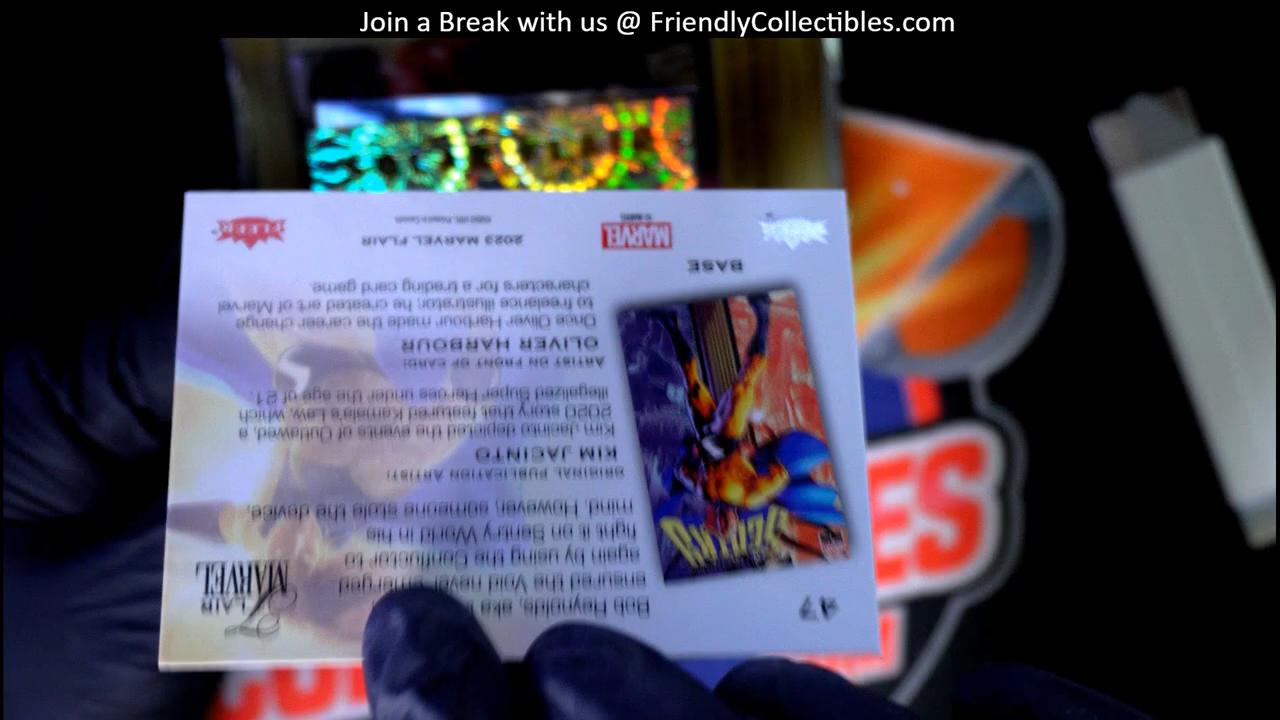 Join a Break with us @ FriendlyCollectibles.com
47
Bob Reynolds, aka
ensured the Void never emerged
again by using the Conductor to
fight it on Sentry World in his
mind. However, someone stole the device.
ORIGINAL PUBLICATION ARTIST:
KIM JACINTO
Kim Jacinto depicted the events of Outlawed, a
2020 story that featured Kamala's Law, which
illegalized Super Heroes under the age of 21.
ARTIST ON FRONT OF CARD:
OLIVER HARBOUR
Once Oliver Harbour made the career change
to freelance illustrator, he created art of Marvel
characters for a trading card game.
FLAIR
MARVEL
SENTRY
BASE
2023 MARVEL FLAIR
MARVEL
FLEER
ES